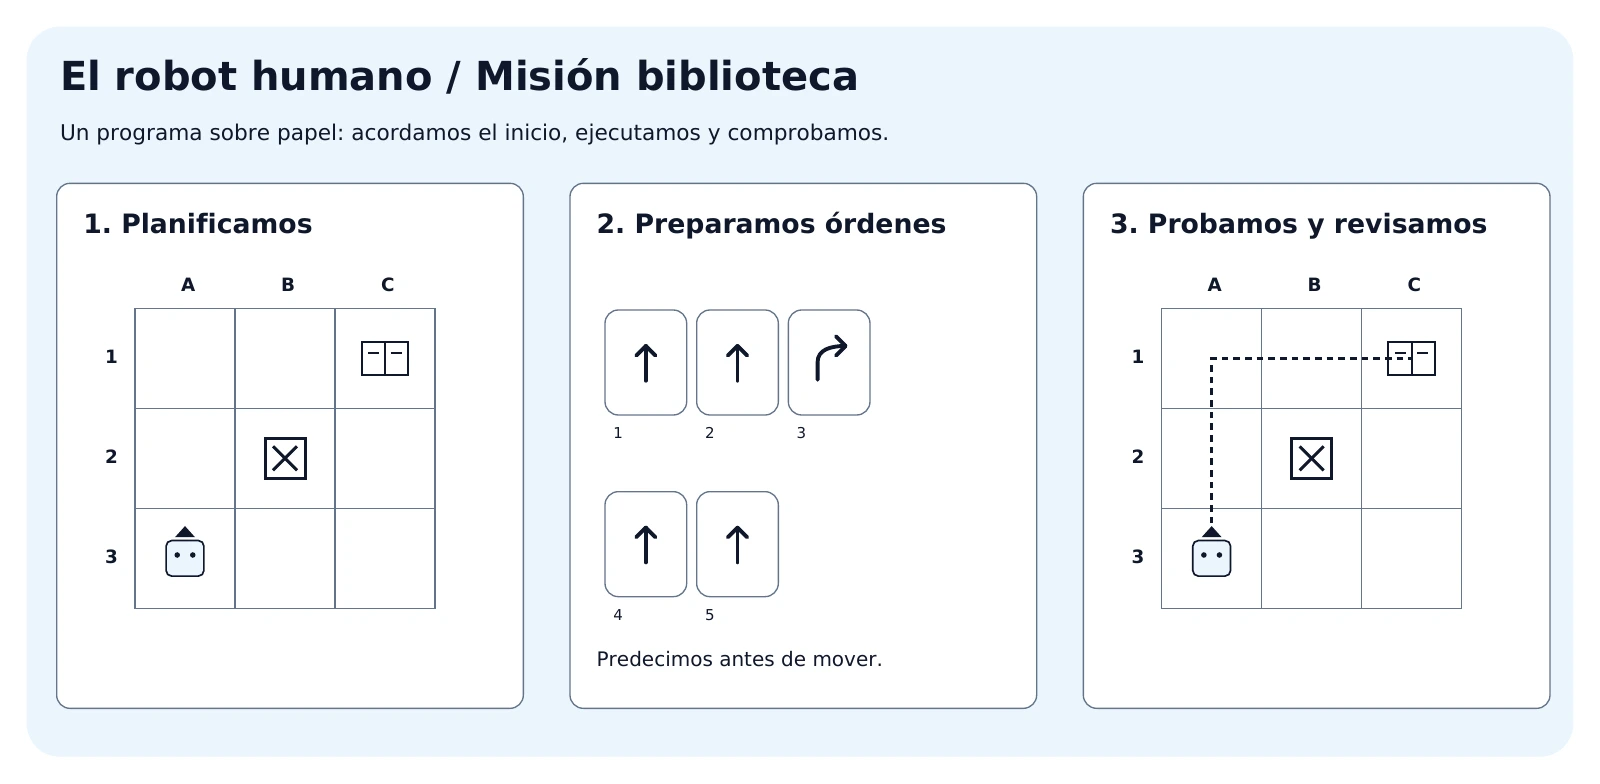 El robot humano / Misión biblioteca
Un programa sobre papel: acordamos el inicio, ejecutamos y comprobamos.
1. Planificamos
A B C
1
2
3
2. Preparamos órdenes
1 2 3
4 5
Predecimos antes de mover.
3. Probamos y revisamos
A B C
1
2
3